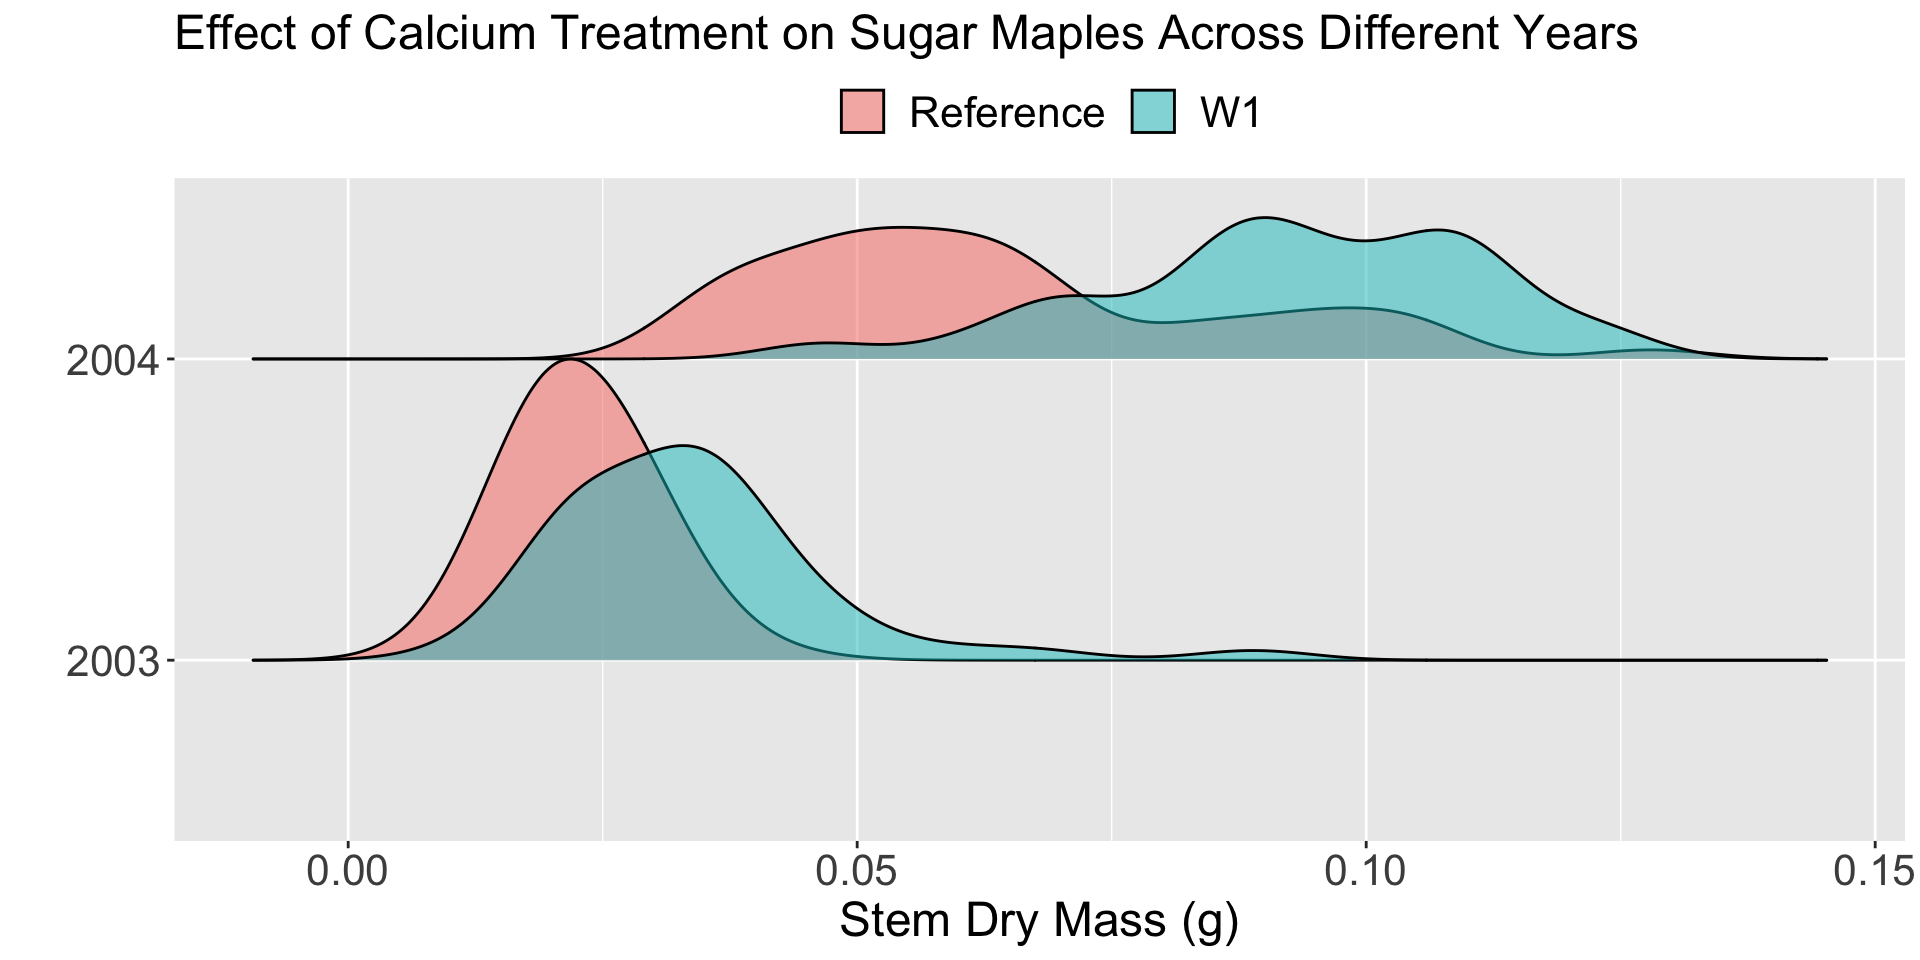 Effect of Calcium Treatment on Sugar Maples Across Different Years
Reference W1
2004
2003
0.00 0.05 0.10 0.15
Stem Dry Mass (g)